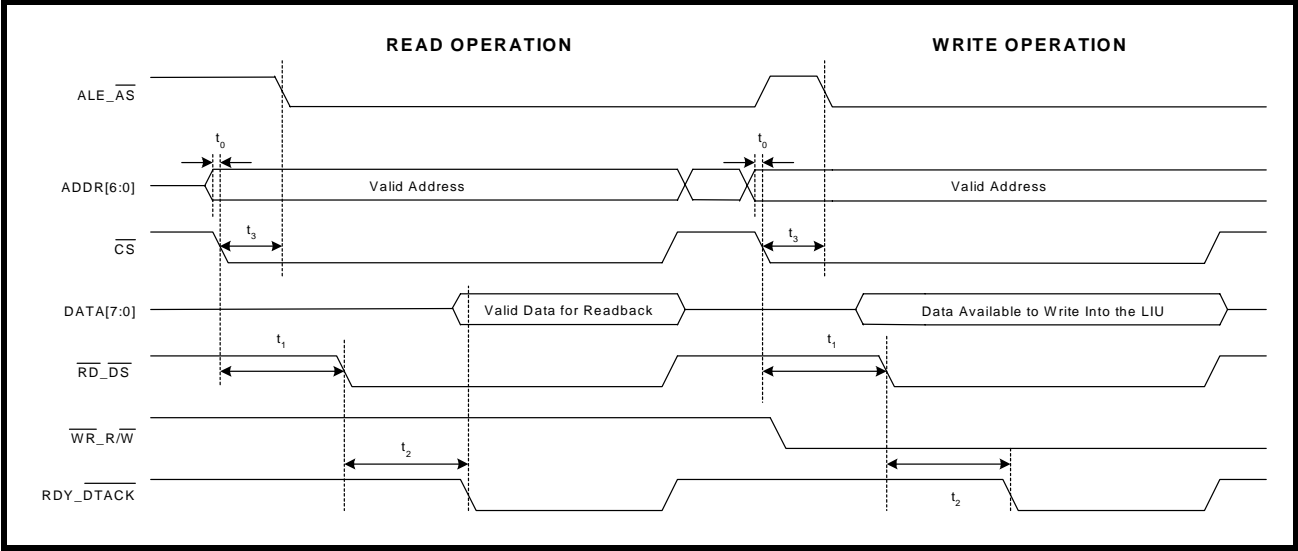 READ OPERATION WRITE OPERATION
ALE_AS
t0 t0
ADDR[6:0] Valid Address Valid Address
t3 t3
CS
DATA[7:0] Valid Data for Readback Data Available to Write Into the LIU
t1 t1
RD_DS
WR_R/W
t2
RDY_DTACK
t2